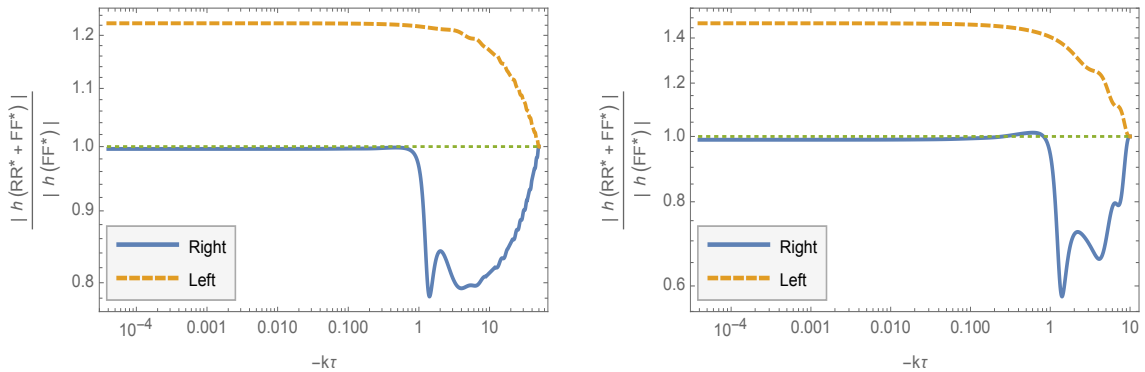 | h (RR* + FF*) |
| h (FF*) |
1.2
1.1
1.0
0.9
0.8
Right
Left
10⁻⁴
0.001
0.010
0.100
1
10
−kτ
| h (RR* + FF*) |
| h (FF*) |
1.4
1.2
1.0
0.8
0.6
Right
Left
10⁻⁴
0.001
0.010
0.100
1
10
−kτ